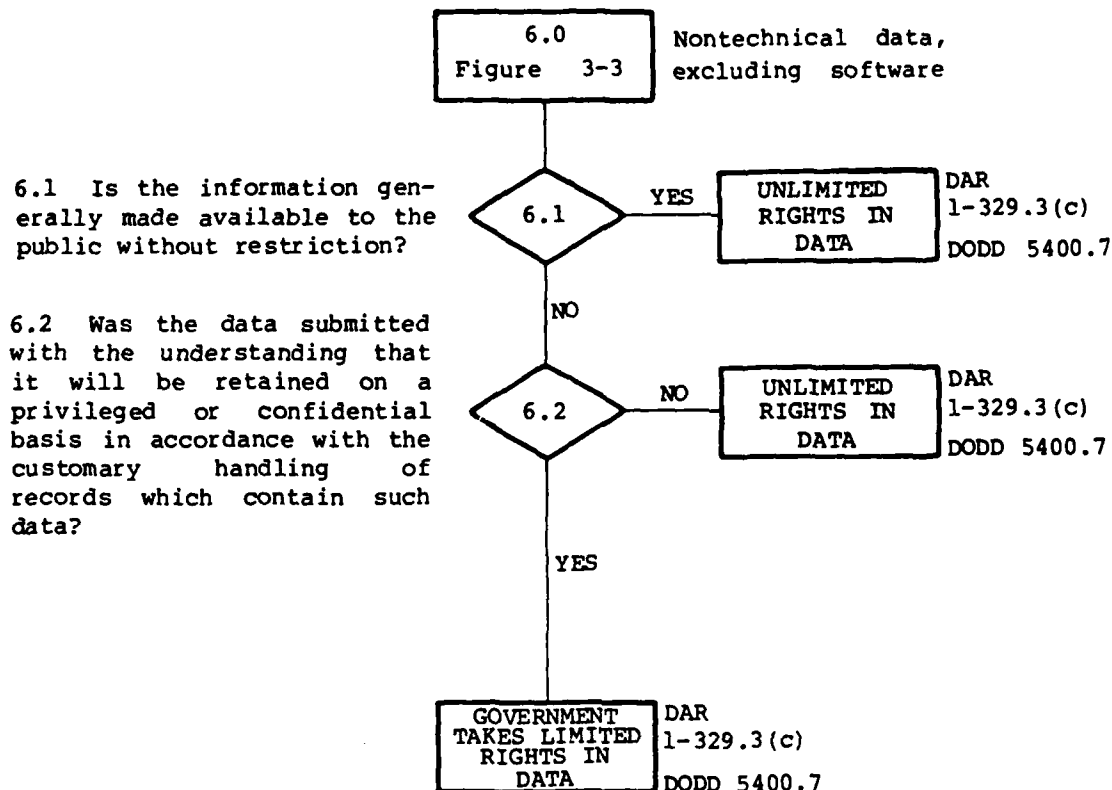 6.0
Figure 3-3
Nontechnical data,
excluding software
6.1 Is the information gen-
erally made available to the
public without restriction?
6.1
YES
UNLIMITED
RIGHTS IN
DATA
DAR
1-329.3(c)
DODD 5400.7
NO
6.2 Was the data submitted
with the understanding that
it will be retained on a
privileged or confidential
basis in accordance with the
customary handling of
records which contain such
data?
6.2
NO
UNLIMITED
RIGHTS IN
DATA
DAR
1-329.3(c)
DODD 5400.7
YES
GOVERNMENT
TAKES LIMITED
RIGHTS IN
DATA
DAR
1-329.3(c)
DODD 5400.7